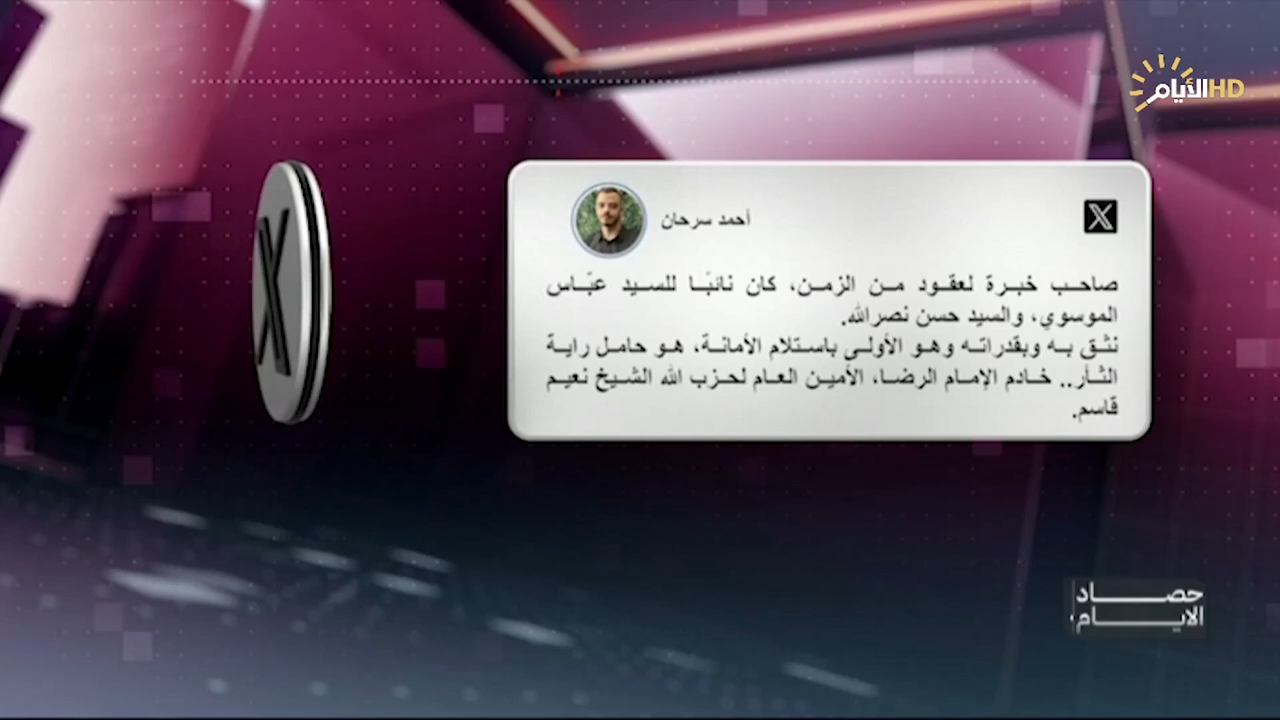 الأيام HD
أحمد سرحان
صاحب خبرة لعقود من الزمن، كان نائبًا للسيد عبّاس
الموسوي، والسيد حسن نصرالله.
نثق به وبقدراته وهو الأولى باستلام الأمانة، هو حامل راية
الثأر.. خادم الإمام الرضا، الأمين العام لحزب الله الشيخ نعيم
قاسم.
حصاد
الايام